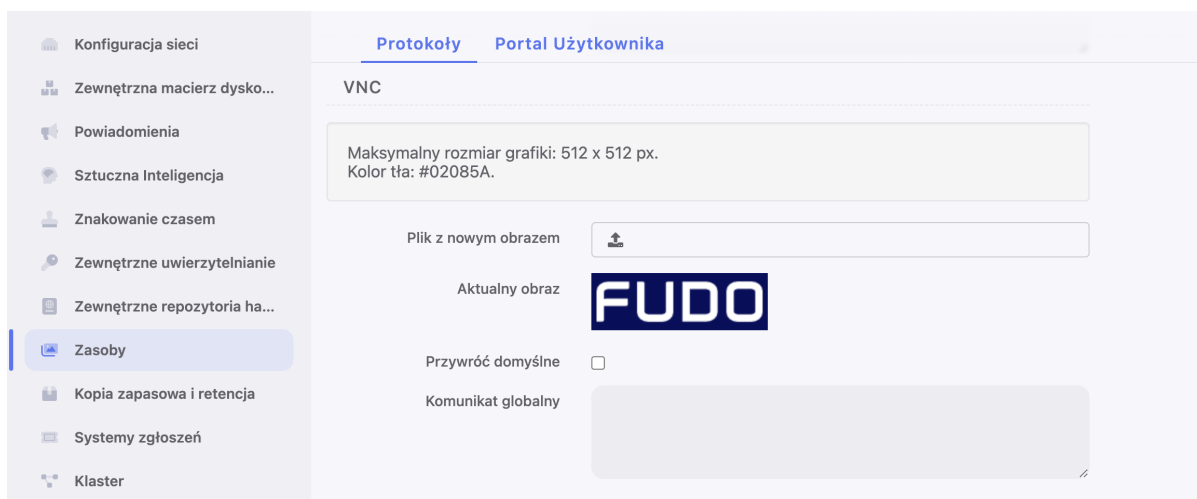 Konfiguracja sieci
Zewnętrzna macierz dysko...
Powiadomienia
Sztuczna Inteligencja
Znakowanie czasem
Zewnętrzne uwierzytelnianie
Zewnętrzne repozytoria ha...
Zasoby
Kopia zapasowa i retencja
Systemy zgłoszeń
Klaster
Protokoły Portal Użytkownika
VNC
Maksymalny rozmiar grafiki: 512 x 512 px.
Kolor tła: #02085A.
Plik z nowym obrazem
Aktualny obraz
FUDO
Przywróć domyślne
Komunikat globalny